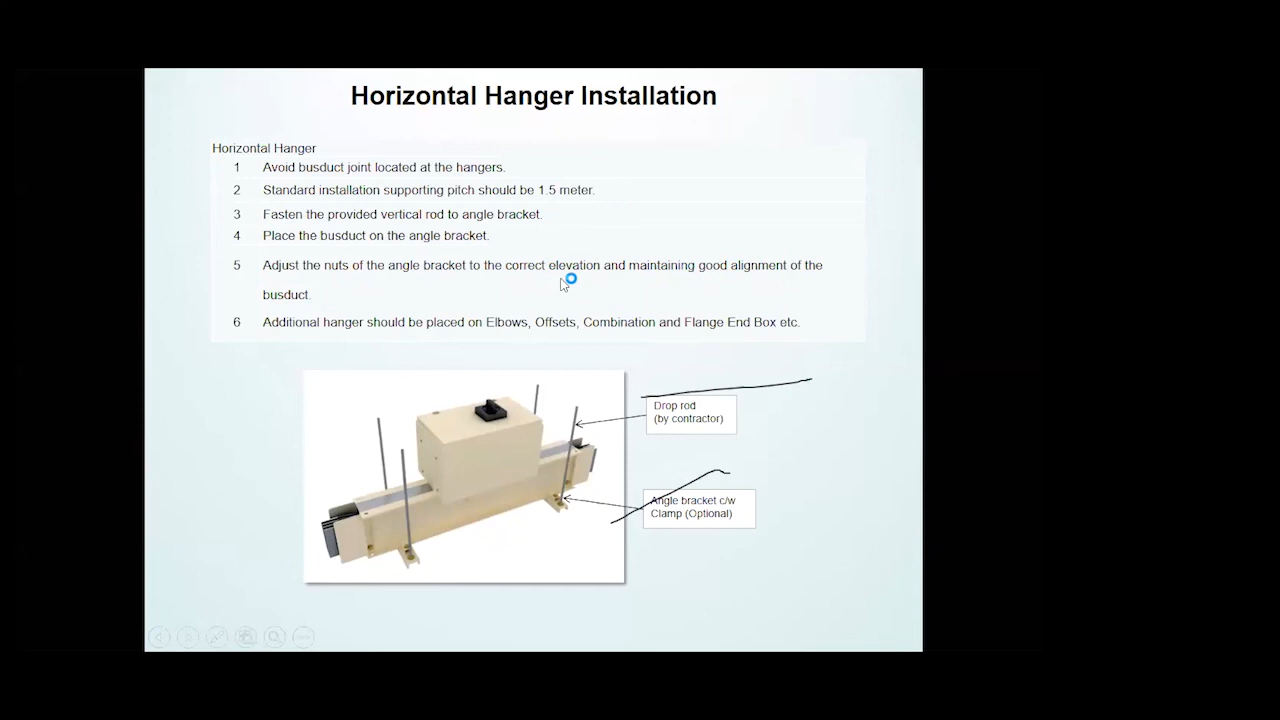 Horizontal Hanger Installation
Horizontal Hanger
1 Avoid busduct joint located at the hangers.
2 Standard installation supporting pitch should be 1.5 meter.
3 Fasten the provided vertical rod to angle bracket.
4 Place the busduct on the angle bracket.
5 Adjust the nuts of the angle bracket to the correct elevation and maintaining good alignment of the
busduct.
6 Additional hanger should be placed on Elbows, Offsets, Combination and Flange End Box etc.
Drop rod
(by contractor)
Angle bracket c/w
Clamp (Optional)